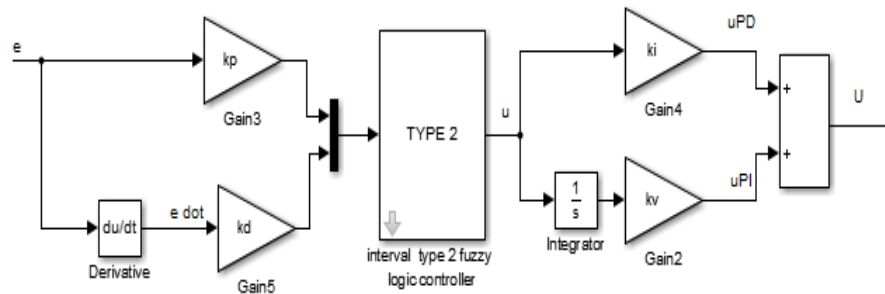 e
kp
Gain3
du/dt
Derivative
e dot
kd
Gain5
TYPE 2
interval type 2 fuzzy
logic controller
u
ki
Gain4
1
s
Integrator
kv
Gain2
uPD
uPI
+
+
U